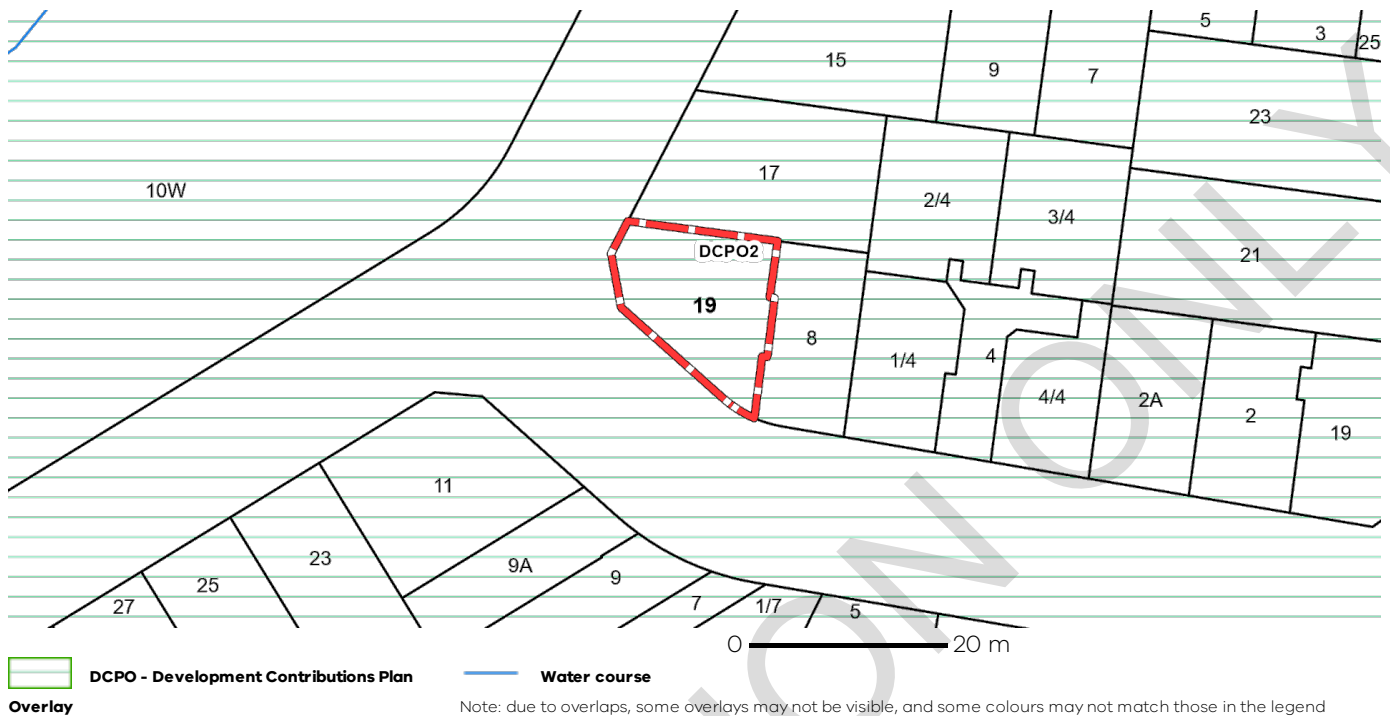 5
3
25
15
9
7
23
10W
17
2/4
3/4
DCPO2
21
19
8
1/4
4
4/4
2A
2
19
11
23
9A
25
9
27
7
1/7
5
0 20 m
DCPO - Development Contributions Plan Overlay
Water course
Note: due to overlaps, some overlays may not be visible, and some colours may not match those in the legend
ON ONLY